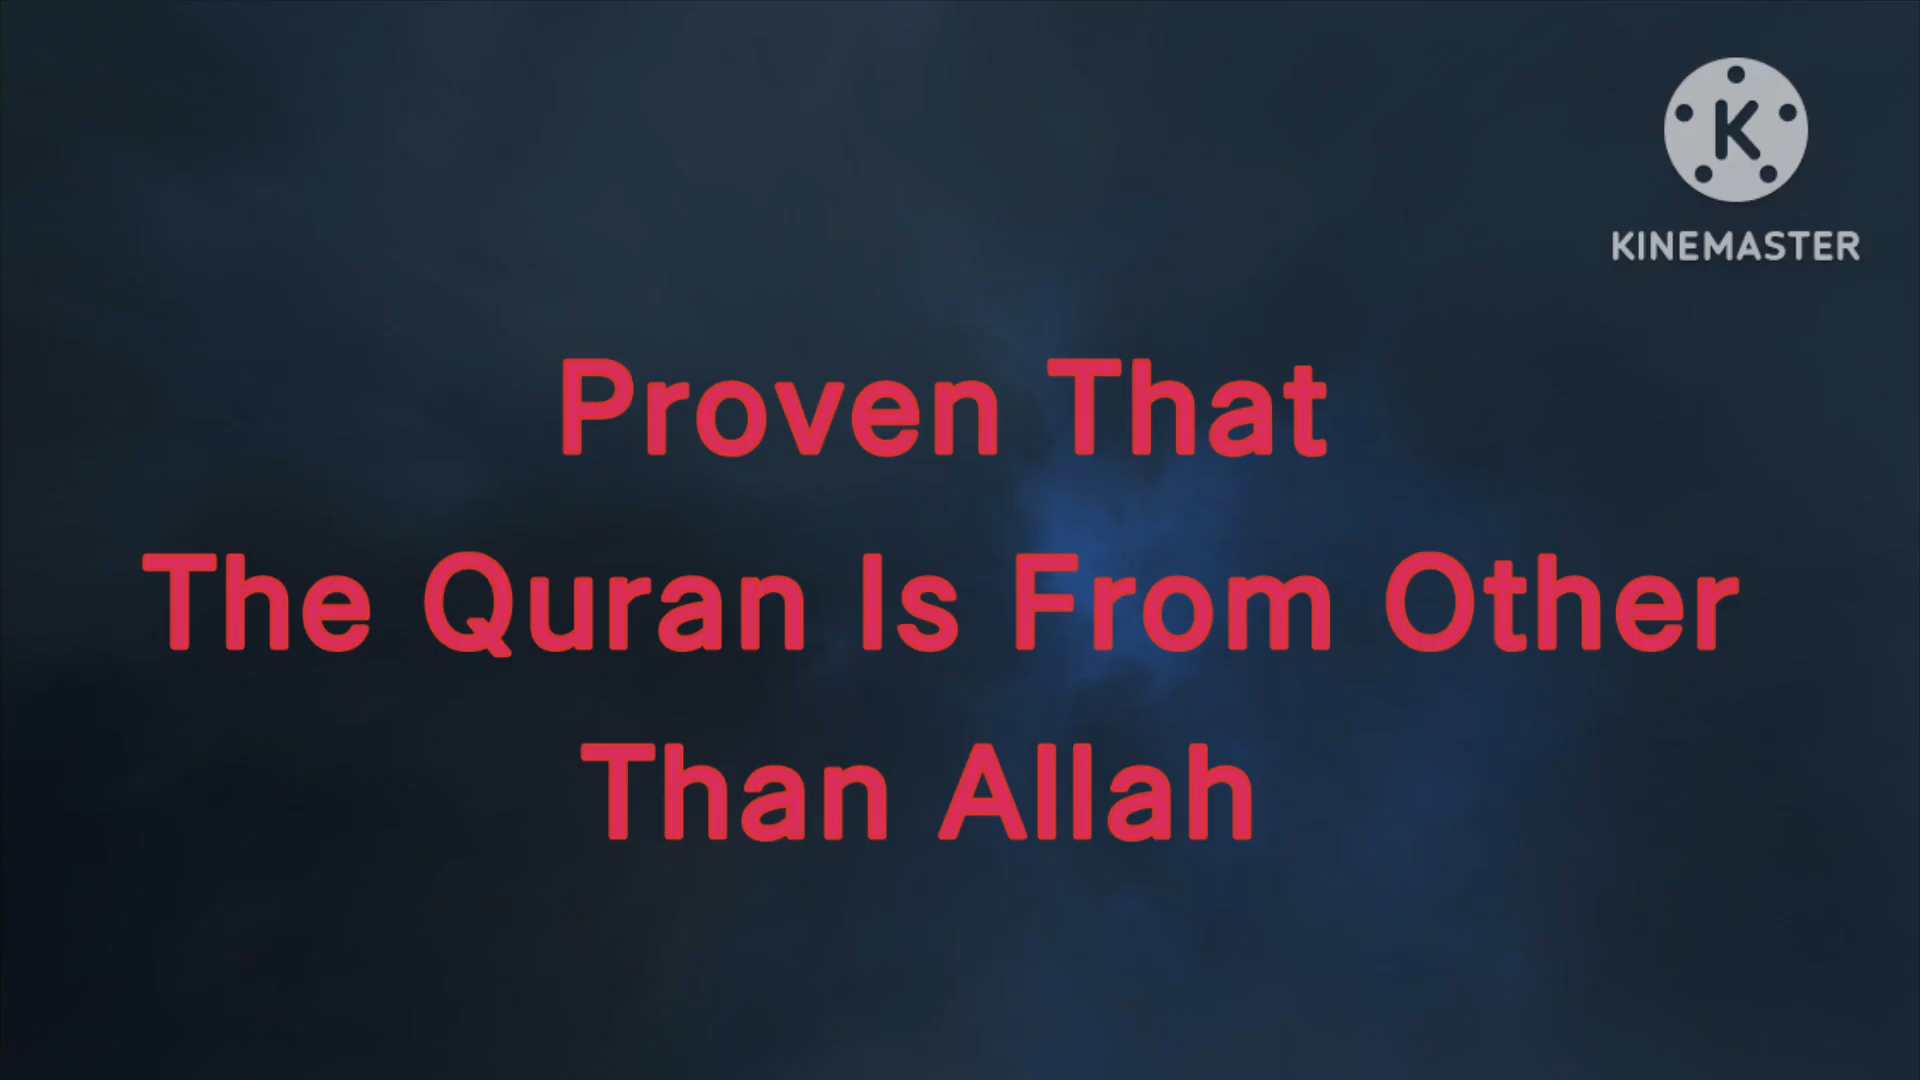 K
KINEMASTER
Proven That
The Quran Is From Other
Than Allah